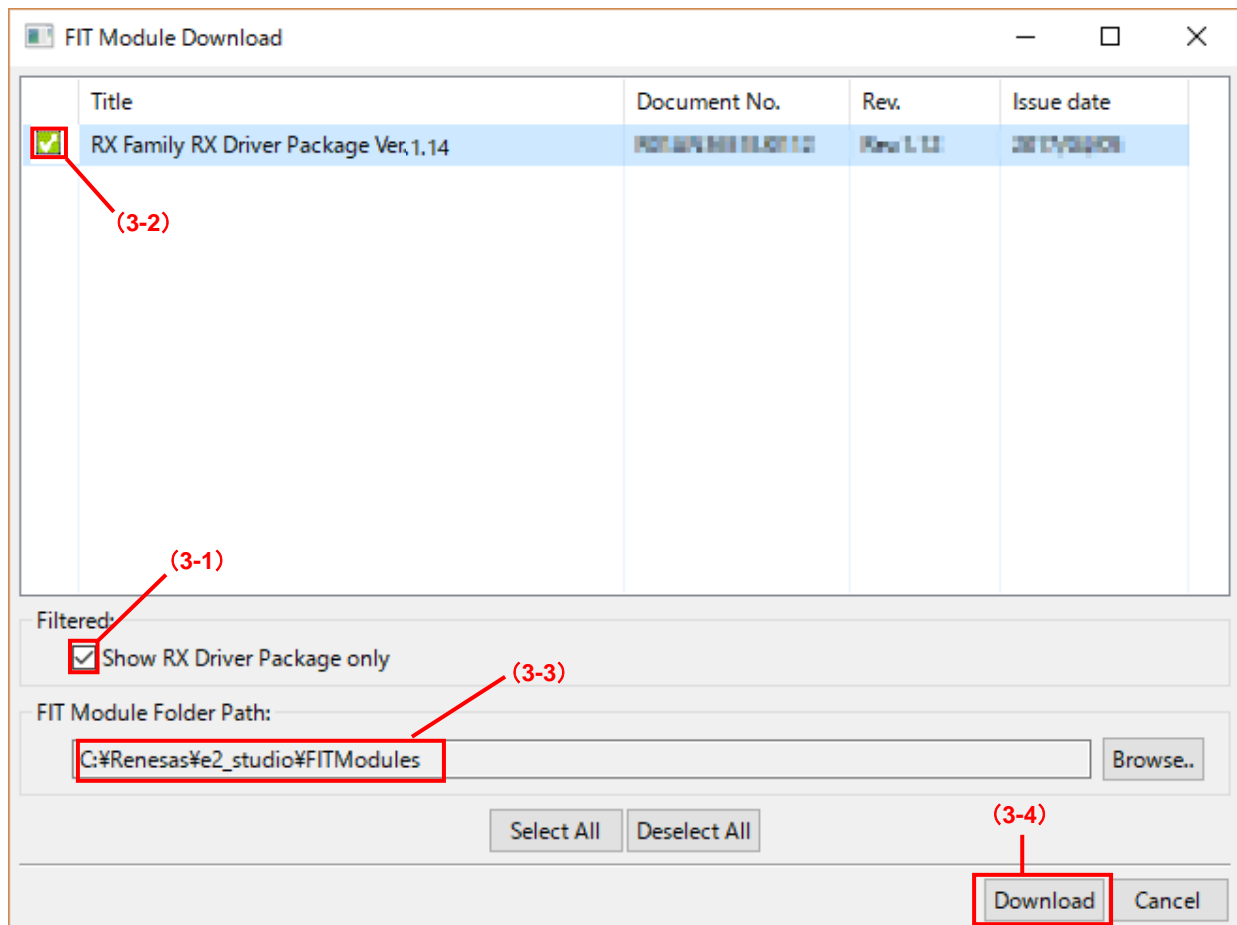 FIT Module Download
Title Document No. Rev. Issue date
RX Family RX Driver Package Ver.1.14
(3-2)
(3-1)
Filtered:
Show RX Driver Package only
(3-3)
FIT Module Folder Path:
C:¥Renesas¥e2_studio¥FITModules Browse..
Select All Deselect All
(3-4)
Download Cancel